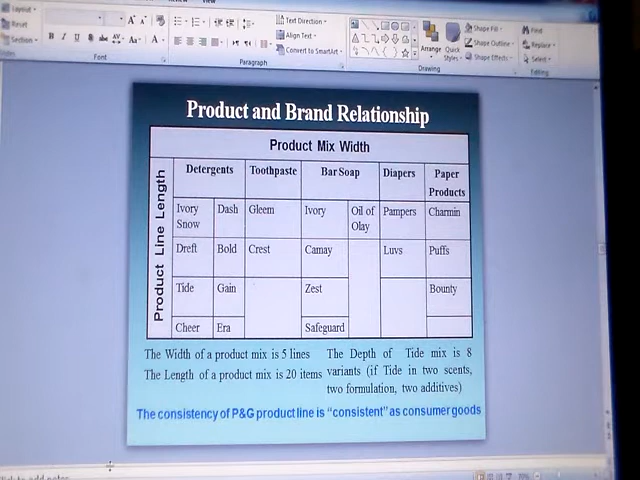 Layout
Reset
Section
Font
Text Direction
Align Text
Convert to SmartArt
Paragraph
Arrange
Quick Styles
Shape Fill
Shape Outline
Shape Effects
Drawing
Find
Replace
Select
Editing
Product and Brand Relationship
Product Mix Width
Product Line Length
Detergents Toothpaste Bar Soap Diapers Paper Products
Ivory Snow Dash Gleem Ivory Oil of Olay Pampers Charmin
Dreft Bold Crest Camay Luvs Puffs
Tide Gain Zest Bounty
Cheer Era Safeguard
The Width of a product mix is 5 lines
The Length of a product mix is 20 items
The Depth of Tide mix is 8
variants (if Tide in two scents,
two formulation, two additives)
The consistency of P&G product line is "consistent" as consumer goods